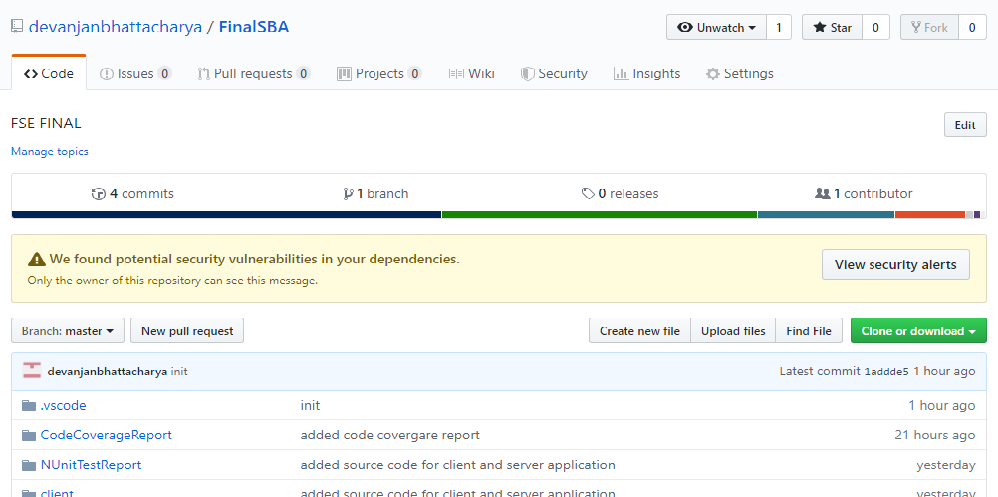 devanjanbhattacharya / FinalSBA Unwatch 1 Star 0 Fork 0
Code Issues 0 Pull requests 0 Projects 0 Wiki Security Insights Settings
FSE FINAL Edit
Manage topics
4 commits 1 branch 0 releases 1 contributor
We found potential security vulnerabilities in your dependencies.
Only the owner of this repository can see this message.
View security alerts
Branch: master New pull request Create new file Upload files Find File Clone or download
devanjanbhattacharya init Latest commit 1addde5 1 hour ago
.vscode init 1 hour ago
CodeCoverageReport added code covergare report 21 hours ago
NUnitTestReport added source code for client and server application yesterday
client added source code for client and server application yesterday